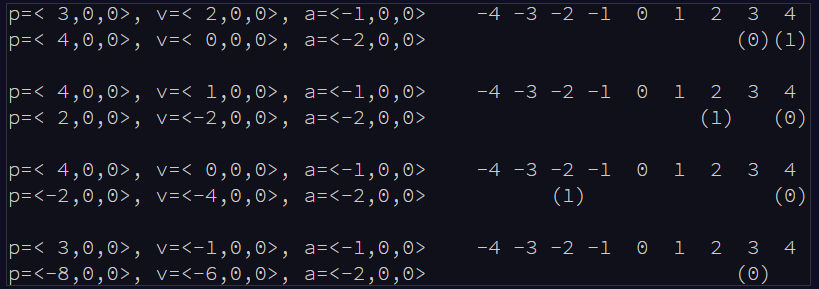 p=< 3,0,0>, v=< 2,0,0>, a=<-1,0,0>    -4 -3 -2 -1  0  1  2  3  4
p=< 4,0,0>, v=< 0,0,0>, a=<-2,0,0>                         (0)(1)

p=< 4,0,0>, v=< 1,0,0>, a=<-1,0,0>    -4 -3 -2 -1  0  1  2  3  4
p=< 2,0,0>, v=<-2,0,0>, a=<-2,0,0>                      (1)   (0)

p=< 4,0,0>, v=< 0,0,0>, a=<-1,0,0>    -4 -3 -2 -1  0  1  2  3  4
p=<-2,0,0>, v=<-4,0,0>, a=<-2,0,0>          (1)               (0)

p=< 3,0,0>, v=<-1,0,0>, a=<-1,0,0>    -4 -3 -2 -1  0  1  2  3  4
p=<-8,0,0>, v=<-6,0,0>, a=<-2,0,0>                         (0)